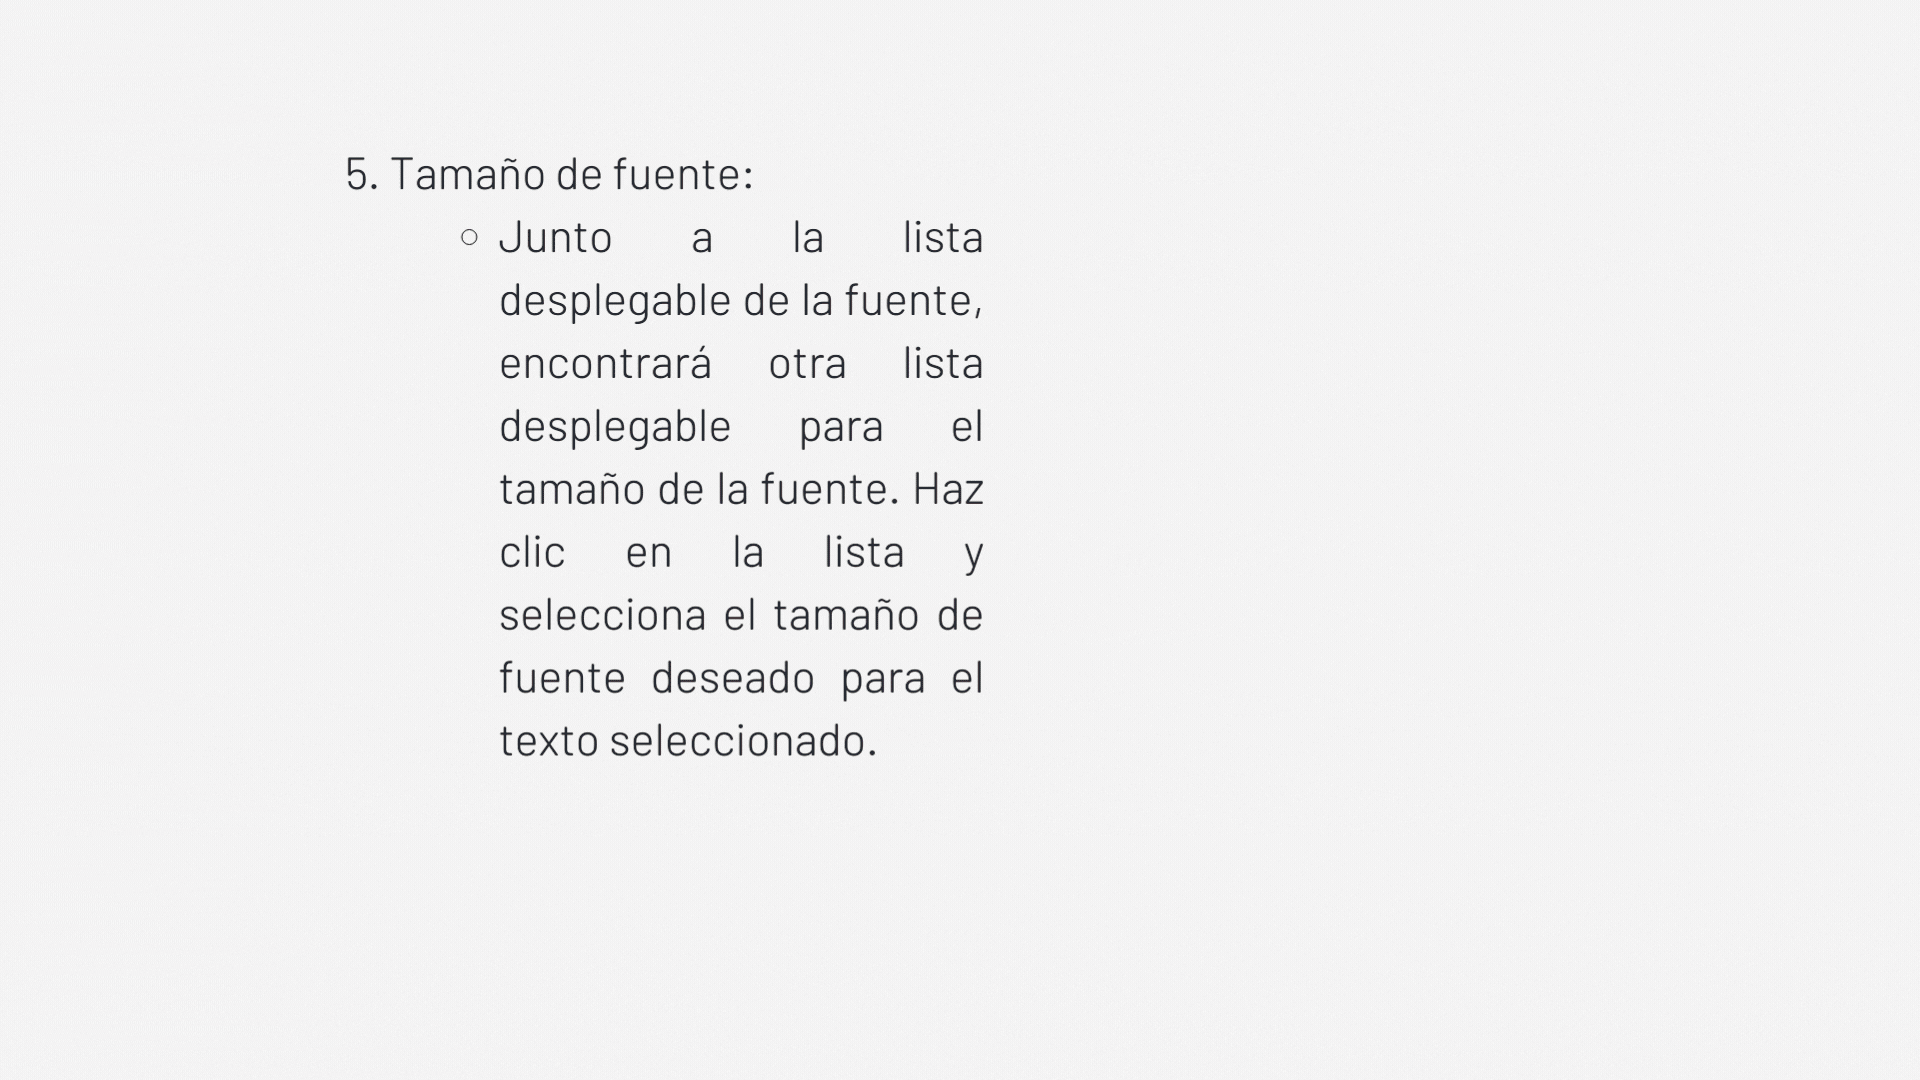 5. Tamaño de fuente:
○ Junto a la lista
desplegable de la fuente,
encontrará otra lista
desplegable para el
tamaño de la fuente. Haz
clic en la lista y
selecciona el tamaño de
fuente deseado para el
texto seleccionado.